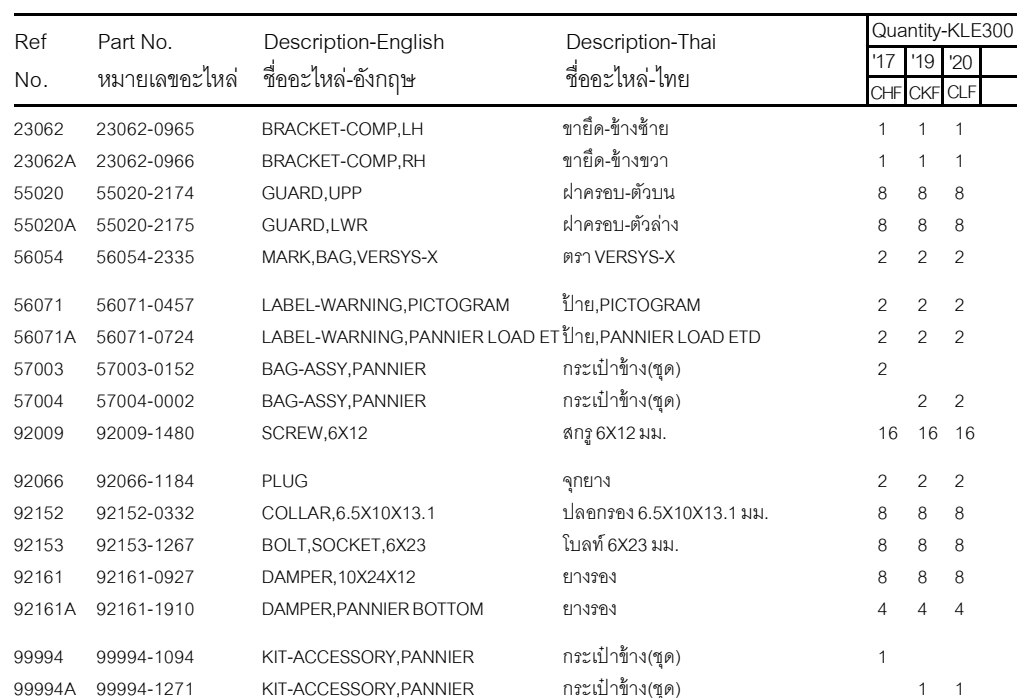 Ref Part No. Description-English Description-Thai Quantity-KLE300
No. หมายเลขอะไหล่ ชื่ออะไหล่-อังกฤษ ชื่ออะไหล่-ไทย '17 '19 '20
CHF CKF CLF
23062 23062-0965 BRACKET-COMP,LH ขายึด-ข้างซ้าย 1 1 1
23062A 23062-0966 BRACKET-COMP,RH ขายึด-ข้างขวา 1 1 1
55020 55020-2174 GUARD,UPP ฝาครอบ-ตัวบน 8 8 8
55020A 55020-2175 GUARD,LWR ฝาครอบ-ตัวล่าง 8 8 8
56054 56054-2335 MARK,BAG,VERSYS-X ตรา VERSYS-X 2 2 2
56071 56071-0457 LABEL-WARNING,PICTOGRAM ป้าย,PICTOGRAM 2 2 2
56071A 56071-0724 LABEL-WARNING,PANNIER LOAD ET ป้าย,PANNIER LOAD ETD 2 2 2
57003 57003-0152 BAG-ASSY,PANNIER กระเป๋าข้าง(ชุด) 2
57004 57004-0002 BAG-ASSY,PANNIER กระเป๋าข้าง(ชุด) 2 2
92009 92009-1480 SCREW,6X12 สกรู 6X12 มม. 16 16 16
92066 92066-1184 PLUG จุกยาง 2 2 2
92152 92152-0332 COLLAR,6.5X10X13.1 ปลอกรอง 6.5X10X13.1 มม. 8 8 8
92153 92153-1267 BOLT,SOCKET,6X23 โบลท์ 6X23 มม. 8 8 8
92161 92161-0927 DAMPER,10X24X12 ยางรอง 8 8 8
92161A 92161-1910 DAMPER,PANNIER BOTTOM ยางรอง 4 4 4
99994 99994-1094 KIT-ACCESSORY,PANNIER กระเป๋าข้าง(ชุด) 1
99994A 99994-1271 KIT-ACCESSORY,PANNIER กระเป๋าข้าง(ชุด) 1 1